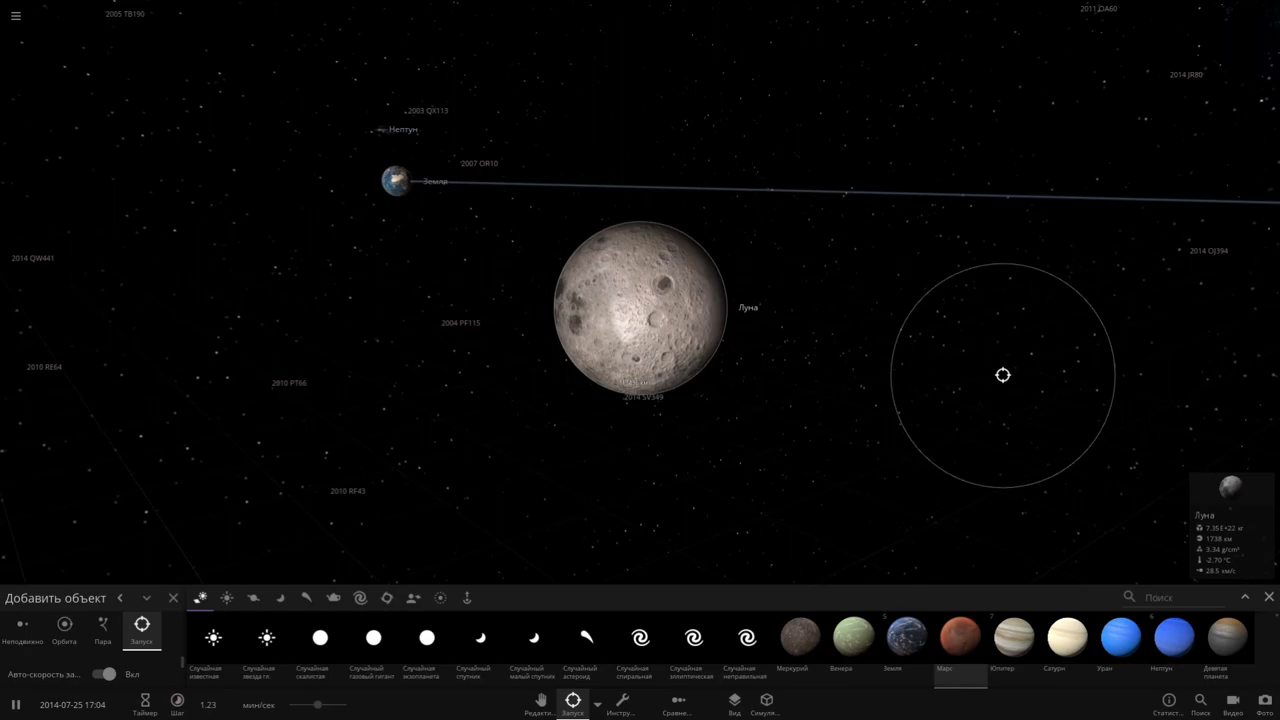 2005 TB190
2011 OA60
2014 JR80
2003 QX113
Нептун
2007 OR10
Земля
2014 QW441
2014 OJ394
Луна
2004 PF115
2010 RE64
2010 PT66
2014 SV349
2010 RF43
Луна
7.35E+22 кг
1738 км
3.34 g/cm³
-2.70 °C
28.5 км/с
Добавить объект
Поиск
5
7
6
Неподвижно
Орбита
Пара
Запуск
Случайная известная
Случайная звезда гл.
Случайная скалистая
Случайный газовый гигант
Случайная экзопланета
Случайный спутник
Случайный малый спутник
Случайный астероид
Случайная спиральная
Случайная эллиптическая
Случайная неправильная
Меркурий
Венера
Земля
Марс
Юпитер
Сатурн
Уран
Нептун
Девятая планета
Авто-скорость за...
Вкл
2014-07-25 17:04
Таймер
Шаг
1.23
мин/сек
Редакти...
Запуск
Инстру...
Сравне...
Вид
Симуля...
Статист...
Поиск
Видео
Фото